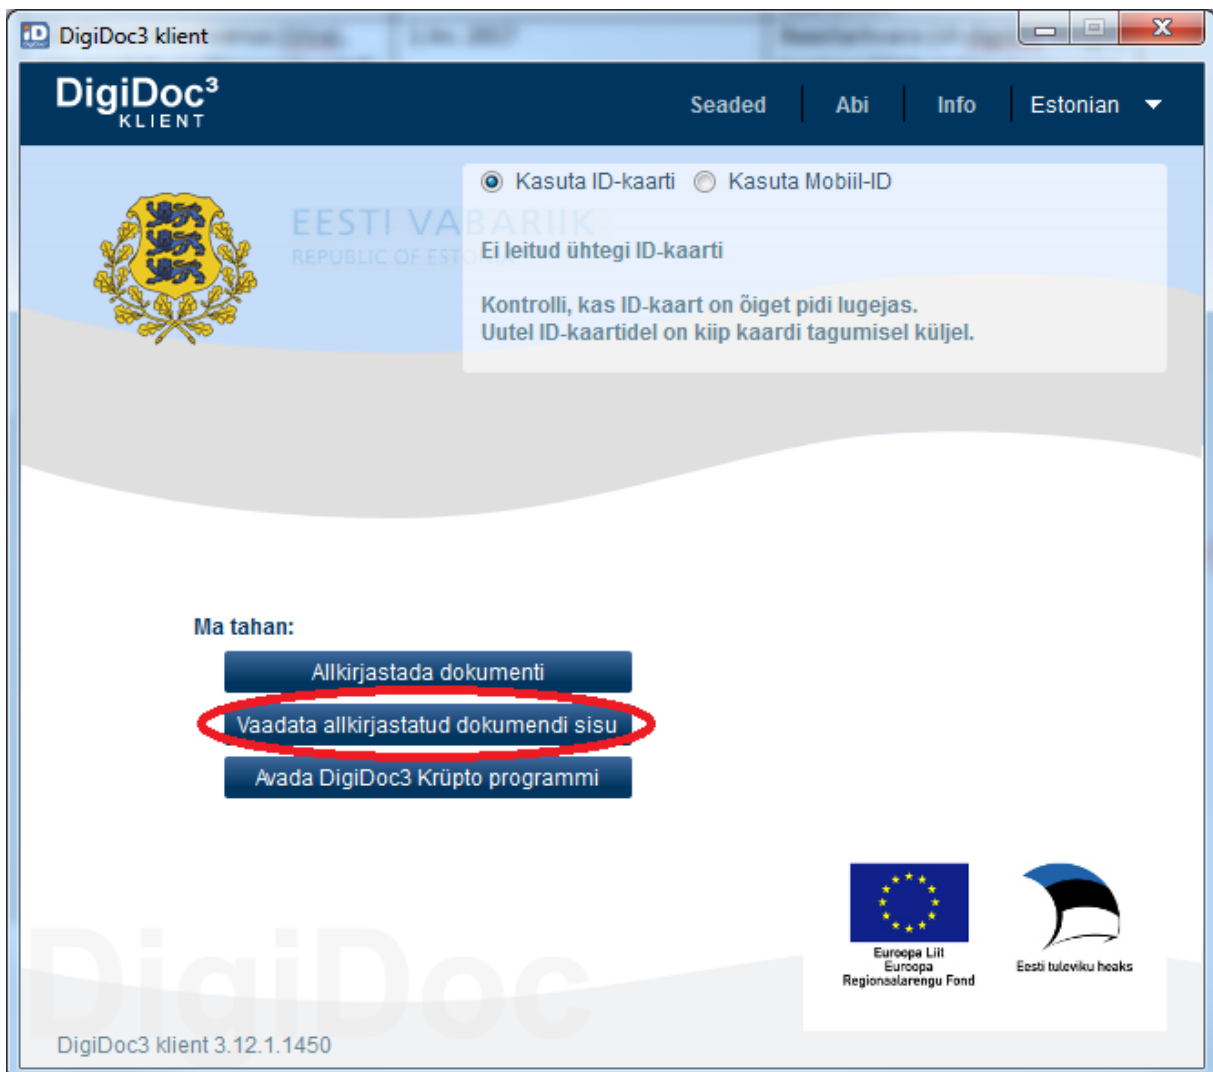 DigiDoc3 klient
DigiDoc³
KLIENT
Seaded
Abi
Info
Estonian
Kasuta ID-kaarti
Kasuta Mobiil-ID
EESTI VABARIIK
REPUBLIC OF ESTONIA
Ei leitud ühtegi ID-kaarti
Kontrolli, kas ID-kaart on õiget pidi lugejas.
Uutel ID-kaartidel on kiip kaardi tagumisel küljel.
Ma tahan:
Allkirjastada dokumenti
Vaadata allkirjastatud dokumendi sisu
Avada DigiDoc3 Krüpto programmi
Euroopa Liit
Euroopa
Regionaalarengu Fond
Eesti tuleviku heaks
DigiDoc
DigiDoc3 klient 3.12.1.1450